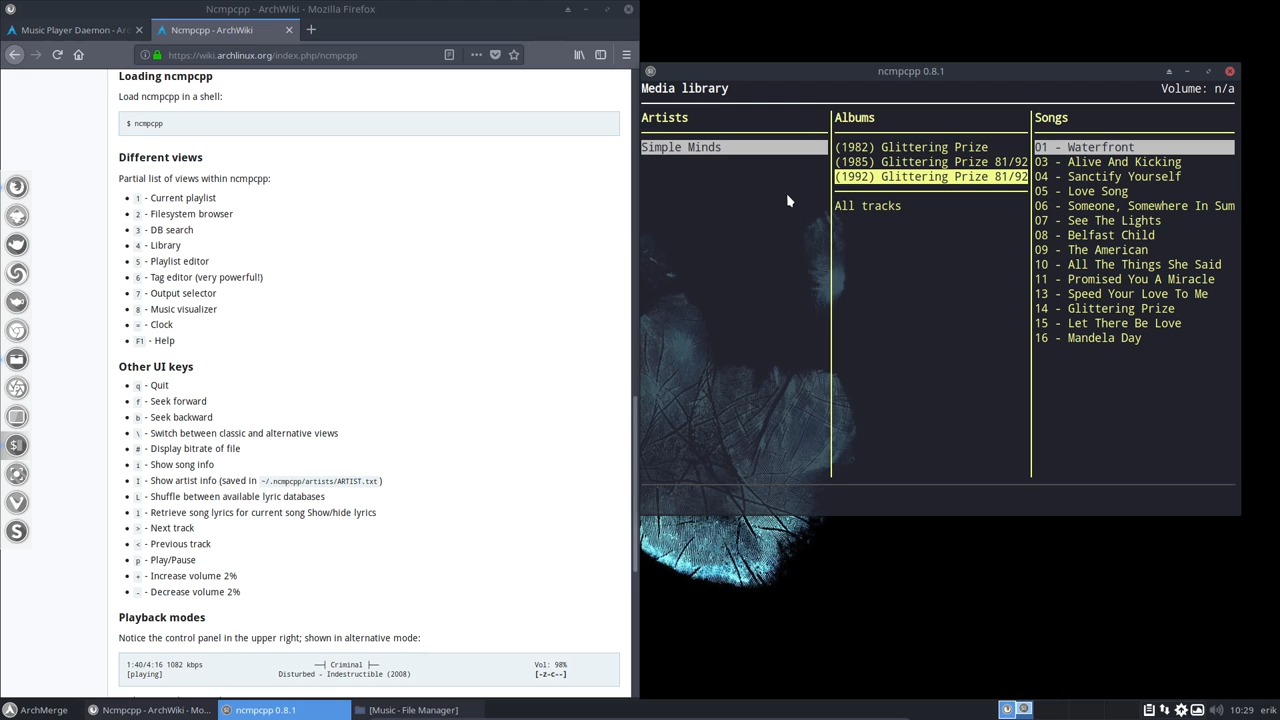 Ncmpcpp - ArchWiki - Mozilla Firefox
Music Player Daemon - Arc
Ncmpcpp - ArchWiki
https://wiki.archlinux.org/index.php/ncmpcpp
Loading ncmpcpp
Load ncmpcpp in a shell:
$ ncmpcpp
Different views
Partial list of views within ncmpcpp:
1 - Current playlist
2 - Filesystem browser
3 - DB search
4 - Library
5 - Playlist editor
6 - Tag editor (very powerful!)
7 - Output selector
8 - Music visualizer
= - Clock
F1 - Help
Other UI keys
q - Quit
f - Seek forward
b - Seek backward
\ - Switch between classic and alternative views
# - Display bitrate of file
i - Show song info
I - Show artist info (saved in ~/.ncmpcpp/artists/ARTIST.txt)
L - Shuffle between available lyric databases
l - Retrieve song lyrics for current song Show/hide lyrics
> - Next track
< - Previous track
p - Play/Pause
+ - Increase volume 2%
- - Decrease volume 2%
Playback modes
Notice the control panel in the upper right; shown in alternative mode:
1:40/4:16 1082 kbps ──┤ Criminal ├── Vol: 98%
[playing] Disturbed - Indestructible (2008) [-z-c--]
ncmpcpp 0.8.1
Media library Volume: n/a
Artists
Simple Minds
Albums
(1982) Glittering Prize
(1985) Glittering Prize 81/92
(1992) Glittering Prize 81/92
All tracks
Songs
01 - Waterfront
03 - Alive And Kicking
04 - Sanctify Yourself
05 - Love Song
06 - Someone, Somewhere In Sum
07 - See The Lights
08 - Belfast Child
09 - The American
10 - All The Things She Said
11 - Promised You A Miracle
13 - Speed Your Love To Me
14 - Glittering Prize
15 - Let There Be Love
16 - Mandela Day
ArchMerge
Ncmpcpp - ArchWiki - Mo...
ncmpcpp 0.8.1
[Music - File Manager]
10:29 erik